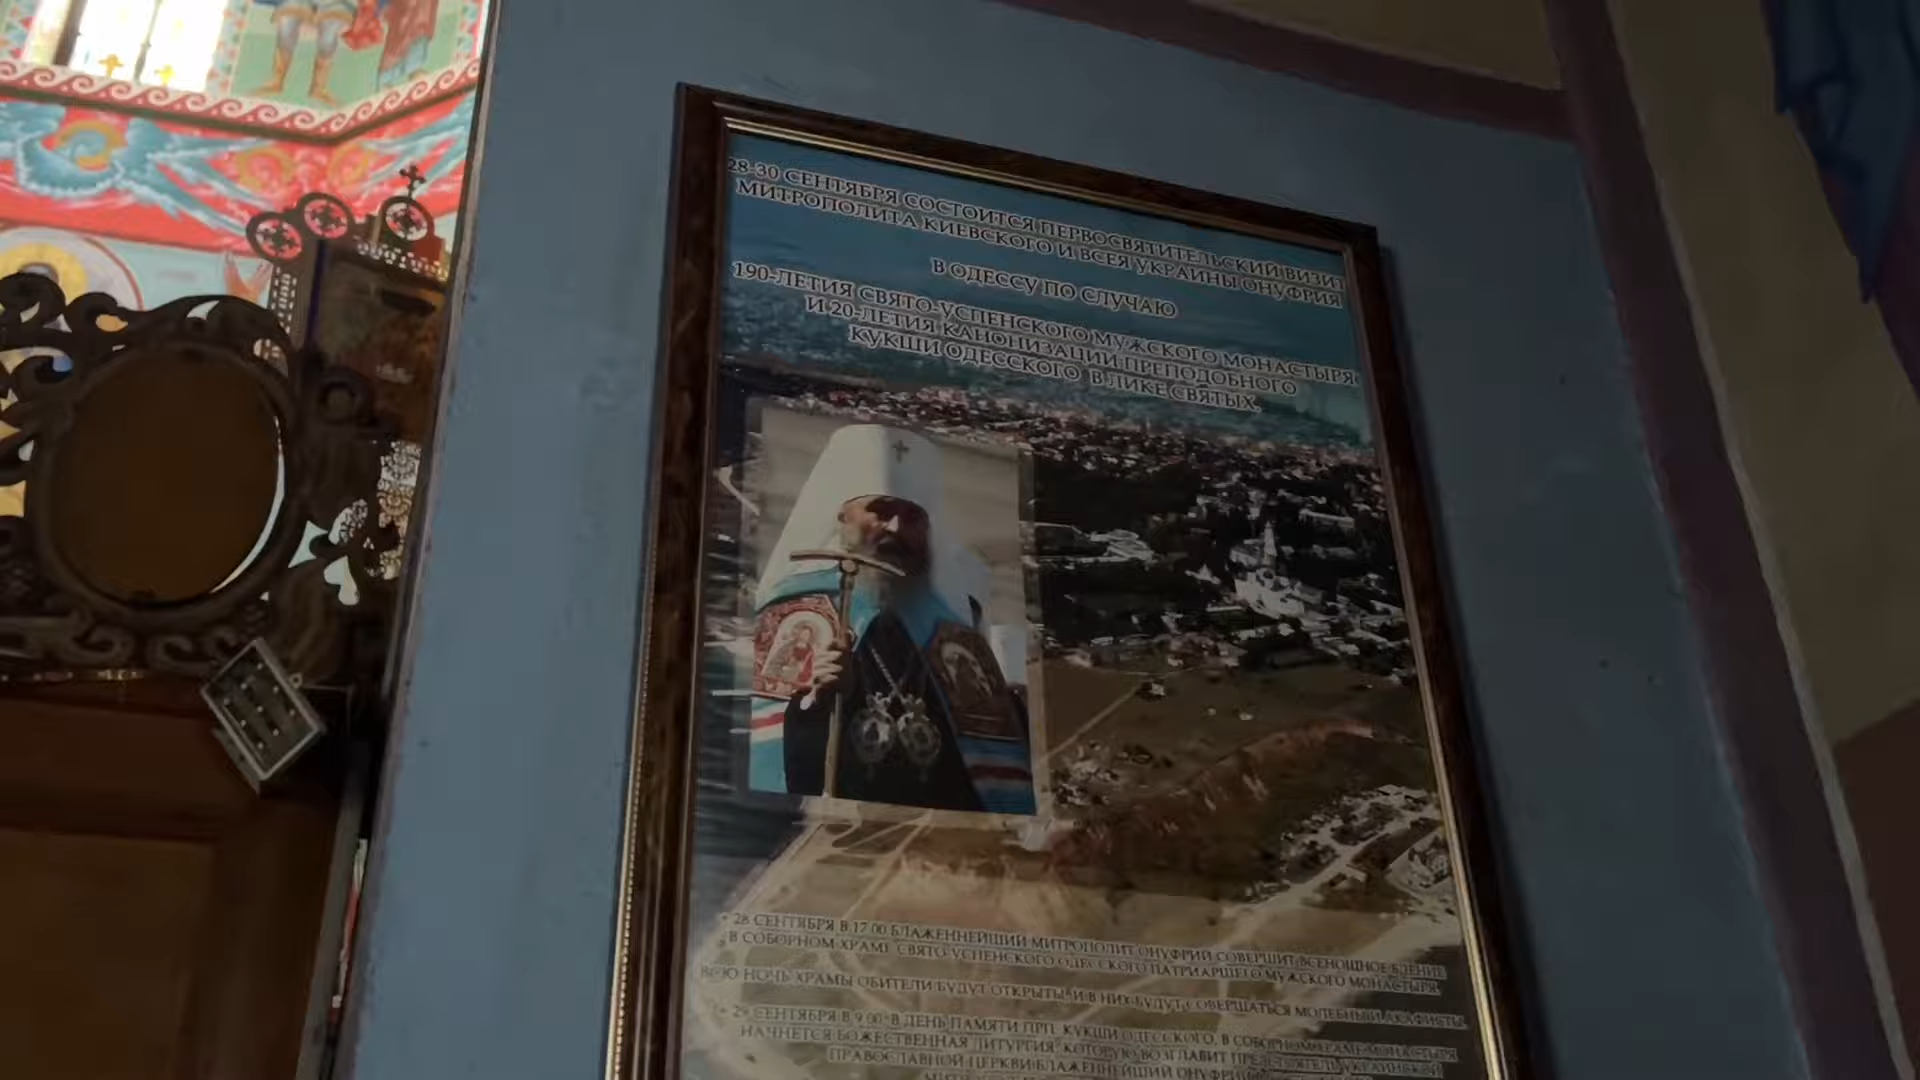 28-30 СЕНТЯБРЯ СОСТОИТСЯ ПЕРВОСВЯТИТЕЛЬСКИЙ ВИЗИТ
МИТРОПОЛИТА КИЕВСКОГО И ВСЕЯ УКРАИНЫ ОНУФРИЯ
В ОДЕССУ ПО СЛУЧАЮ
190-ЛЕТИЯ СВЯТО-УСПЕНСКОГО МУЖСКОГО МОНАСТЫРЯ
И 20-ЛЕТИЯ КАНОНИЗАЦИИ ПРЕПОДОБНОГО
КУКШИ ОДЕССКОГО В ЛИКЕ СВЯТЫХ.
• 28 СЕНТЯБРЯ В 17.00 БЛАЖЕННЕЙШИЙ МИТРОПОЛИТ ОНУФРИЙ СОВЕРШИТ ВСЕНОЩНОЕ БДЕНИЕ
В СОБОРНОМ ХРАМЕ СВЯТО-УСПЕНСКОГО ОДЕССКОГО ПАТРИАРШЕГО МУЖСКОГО МОНАСТЫРЯ.
ВСЮ НОЧЬ ХРАМЫ ОБИТЕЛИ БУДУТ ОТКРЫТЫ, И В НИХ БУДУТ СОВЕРШАТЬСЯ МОЛЕБНЫ И АКАФИСТЫ.
• 29 СЕНТЯБРЯ В 9.00, В ДЕНЬ ПАМЯТИ ПРП. КУКШИ ОДЕССКОГО, В СОБОРНОМ ХРАМЕ МОНАСТЫРЯ
НАЧНЕТСЯ БОЖЕСТВЕННАЯ ЛИТУРГИЯ, КОТОРУЮ ВОЗГЛАВИТ ПРЕДСТОЯТЕЛЬ УКРАИНСКОЙ
ПРАВОСЛАВНОЙ ЦЕРКВИ БЛАЖЕННЕЙШИЙ ОНУФРИЙ